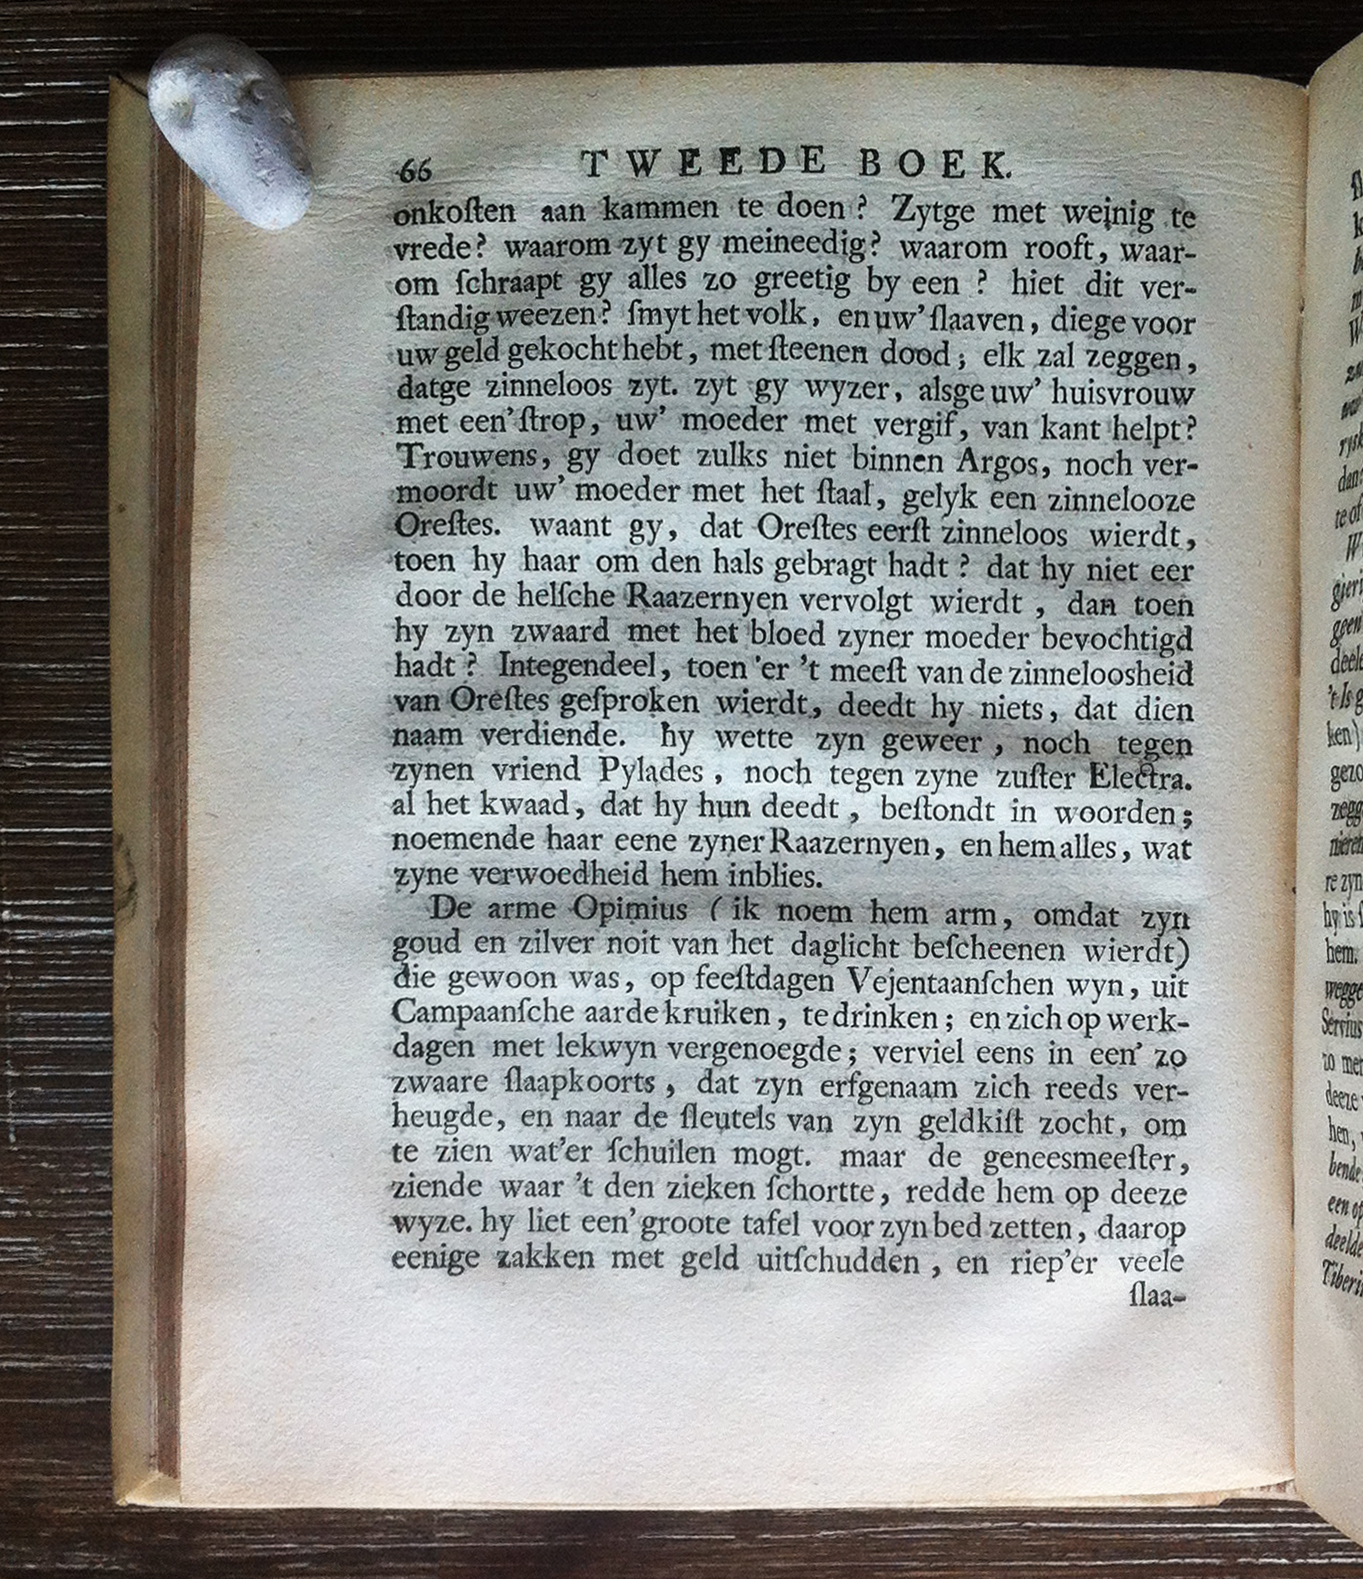 66 TWEEDE BOEK.
onkoſten aan kammen te doen? Zytge met weinig te
vrede? waarom zyt gy meineedig? waarom rooft, waar-
om ſchraapt gy alles zo greetig by een? hiet dit ver-
ſtandig weezen? ſmyt het volk, en uw' ſlaaven, diege voor
uw geld gekocht hebt, met ſteenen dood; elk zal zeggen,
datge zinneloos zyt. zyt gy wyzer, alsge uw' huisvrouw
met een' ſtrop, uw' moeder met vergif, van kant helpt?
Trouwens, gy doet zulks niet binnen Argos, noch ver-
moordt uw' moeder met het ſtaal, gelyk een zinnelooze
Oreſtes. waant gy, dat Oreſtes eerſt zinneloos wierdt,
toen hy haar om den hals gebragt hadt? dat hy niet eer
door de helſche Raazernyen vervolgt wierdt, dan toen
hy zyn zwaard met het bloed zyner moeder bevochtigd
hadt? Integendeel, toen 'er 't meeſt van de zinneloosheid
van Oreſtes geſproken wierdt, deedt hy niets, dat dien
naam verdiende. hy wette zyn geweer, noch tegen
zynen vriend Pylades, noch tegen zyne zuſter Electra.
al het kwaad, dat hy hun deedt, beſtondt in woorden;
noemende haar eene zyner Raazernyen, en hem alles, wat
zyne verwoedheid hem inblies.
De arme Opimius (ik noem hem arm, omdat zyn
goud en zilver noit van het daglicht beſcheenen wierdt)
die gewoon was, op feeſtdagen Vejentaanſchen wyn, uit
Campaanſche aarde kruiken, te drinken; en zich op werk-
dagen met lekwyn vergenoegde; verviel eens in een' zo
zwaare ſlaapkoorts, dat zyn erfgenaam zich reeds ver-
heugde, en naar de ſleutels van zyn geldkiſt zocht, om
te zien wat'er ſchuilen mogt. maar de geneesmeeſter,
ziende waar 't den zieken ſchortte, redde hem op deeze
wyze. hy liet een' groote tafel voor zyn bed zetten, daarop
eenige zakken met geld uitſchudden, en riep'er veele
ſlaa-